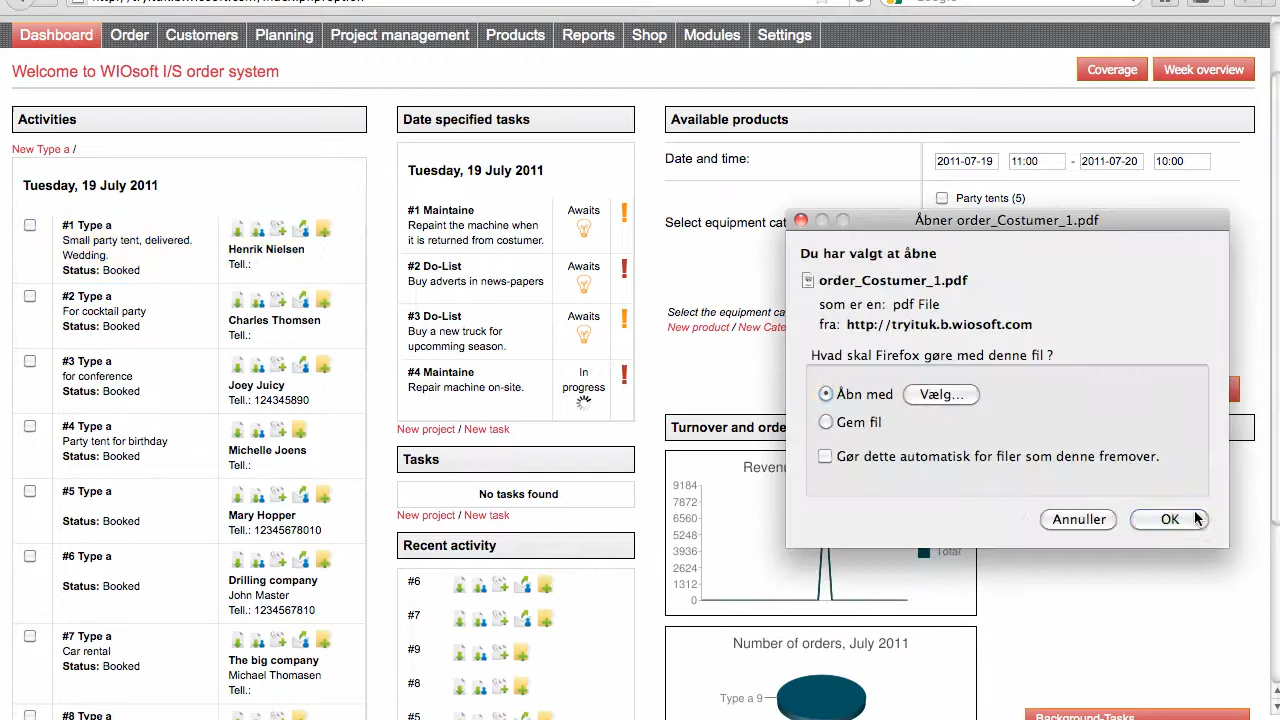 Dashboard Order Customers Planning Project management Products Reports Shop Modules Settings
Welcome to WIOsoft I/S order system
Coverage Week overview
Activities
New Type a /
Tuesday, 19 July 2011
#1 Type a
Small party tent, delivered.
Wedding.
Status: Booked
Henrik Nielsen
Tell.:
#2 Type a
For cocktail party
Status: Booked
Charles Thomsen
Tell.:
#3 Type a
for conference
Status: Booked
Joey Juicy
Tell.: 124345890
#4 Type a
Party tent for birthday
Status: Booked
Michelle Joens
Tell.:
#5 Type a
Status: Booked
Mary Hopper
Tell.: 12345678010
#6 Type a
Status: Booked
Drilling company
John Master
Tell.: 1234567810
#7 Type a
Car rental
Status: Booked
The big company
Michael Thomasen
Tell.:
#8 Type a
Date specified tasks
Tuesday, 19 July 2011
#1 Maintaine
Repaint the machine when
it is returned from costumer.
Awaits
#2 Do-List
Buy adverts in news-papers
Awaits
#3 Do-List
Buy a new truck for
upcomming season.
Awaits
#4 Maintaine
Repair machine on-site.
In
progress
New project / New task
Tasks
No tasks found
New project / New task
Recent activity
#6
#7
#9
#8
#5
Available products
Date and time:
2011-07-19 11:00 - 2011-07-20 10:00
Party tents (5)
Select equipment ca
Select the equipment ca
New product / New Cate
Turnover and orde
Revenu
9184
7872
6560
5248
3936
2624
1312
0
Total
Number of orders, July 2011
Type a 9
Background-Tasks
Åbner order_Costumer_1.pdf
Du har valgt at åbne
order_Costumer_1.pdf
som er en: pdf File
fra: http://tryituk.b.wiosoft.com
Hvad skal Firefox gøre med denne fil ?
Åbn med Vælg...
Gem fil
Gør dette automatisk for filer som denne fremover.
Annuller OK